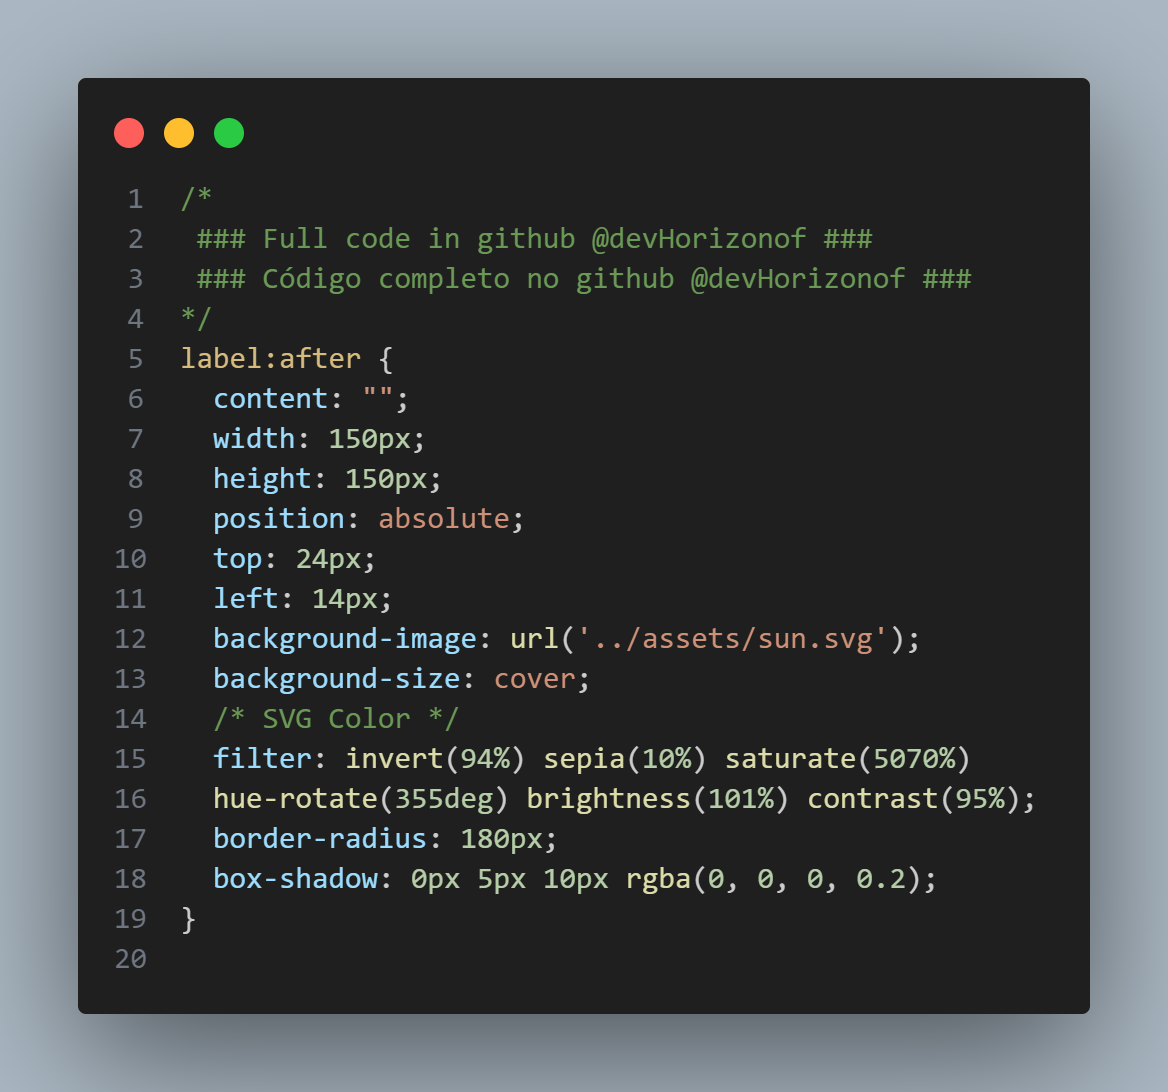 1 /*
2  ### Full code in github @devHorizonof ###
3  ### Código completo no github @devHorizonof ###
4 */
5 label:after {
6   content: "";
7   width: 150px;
8   height: 150px;
9   position: absolute;
10   top: 24px;
11   left: 14px;
12   background-image: url('../assets/sun.svg');
13   background-size: cover;
14   /* SVG Color */
15   filter: invert(94%) sepia(10%) saturate(5070%)
16   hue-rotate(355deg) brightness(101%) contrast(95%);
17   border-radius: 180px;
18   box-shadow: 0px 5px 10px rgba(0, 0, 0, 0.2);
19 }
20